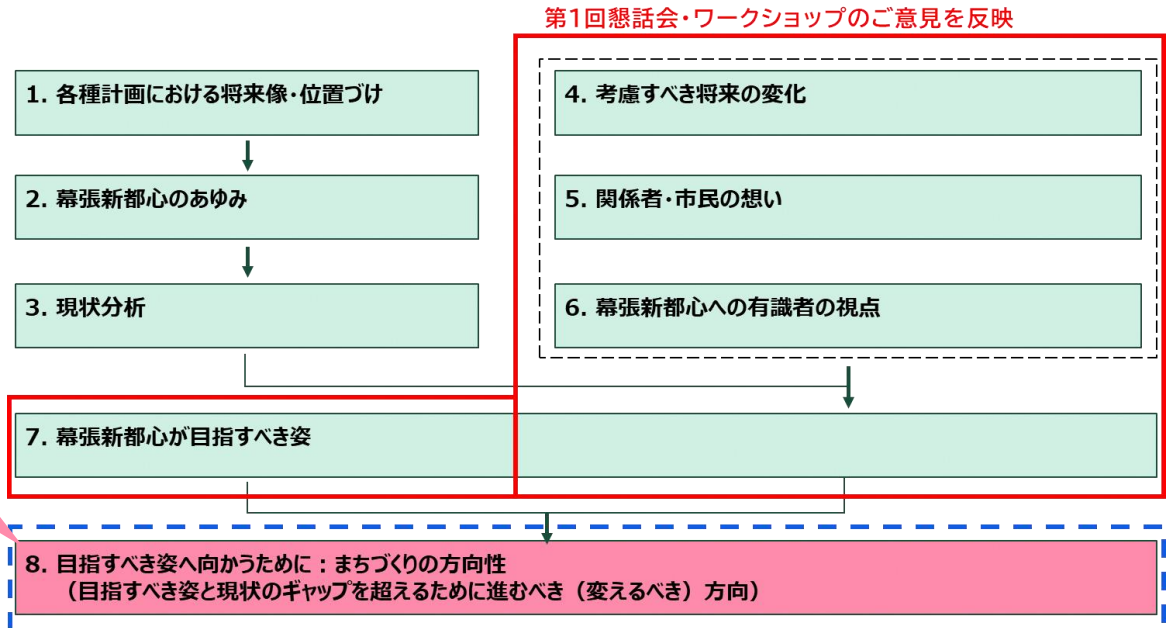 第1回懇話会・ワークショップのご意見を反映
1. 各種計画における将来像・位置づけ
2. 幕張新都心のあゆみ
3. 現状分析
4. 考慮すべき将来の変化
5. 関係者・市民の想い
6. 幕張新都心への有識者の視点
7. 幕張新都心が目指すべき姿
8. 目指すべき姿へ向かうために：まちづくりの方向性
（目指すべき姿と現状のギャップを超えるために進むべき（変えるべき）方向）